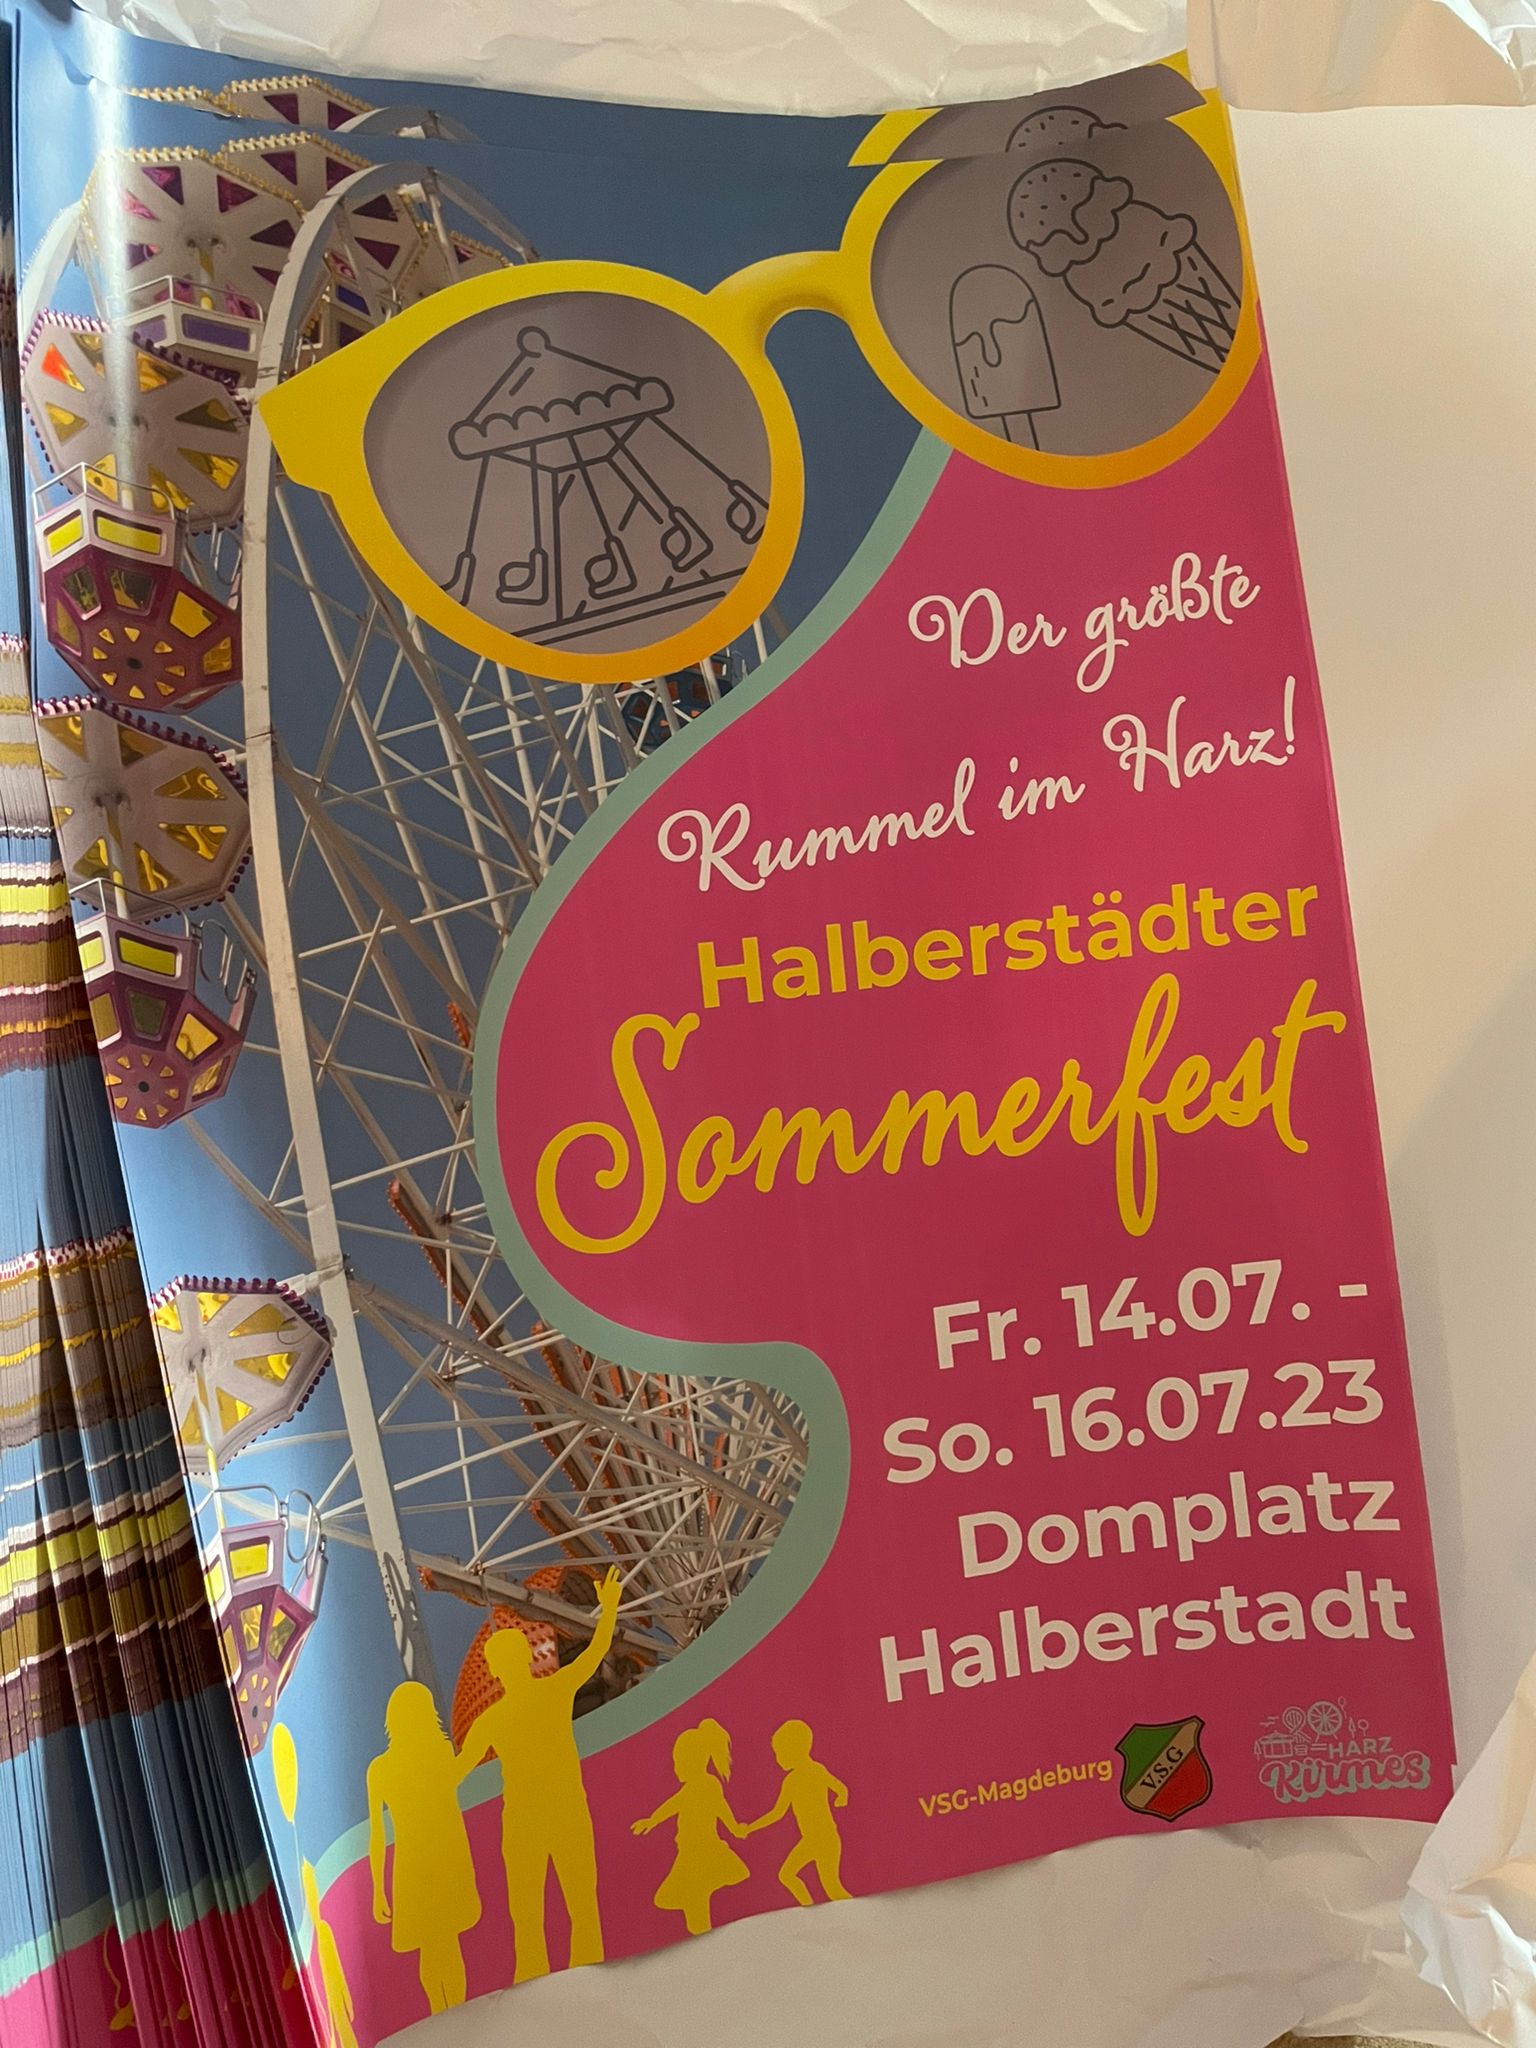 Der größte
Rummel im Harz!
Halberstädter
Sommerfest
Fr. 14.07. -
So. 16.07.23
Domplatz
Halberstadt
VSG-Magdeburg
V.S.G
HARZ
Kirmes